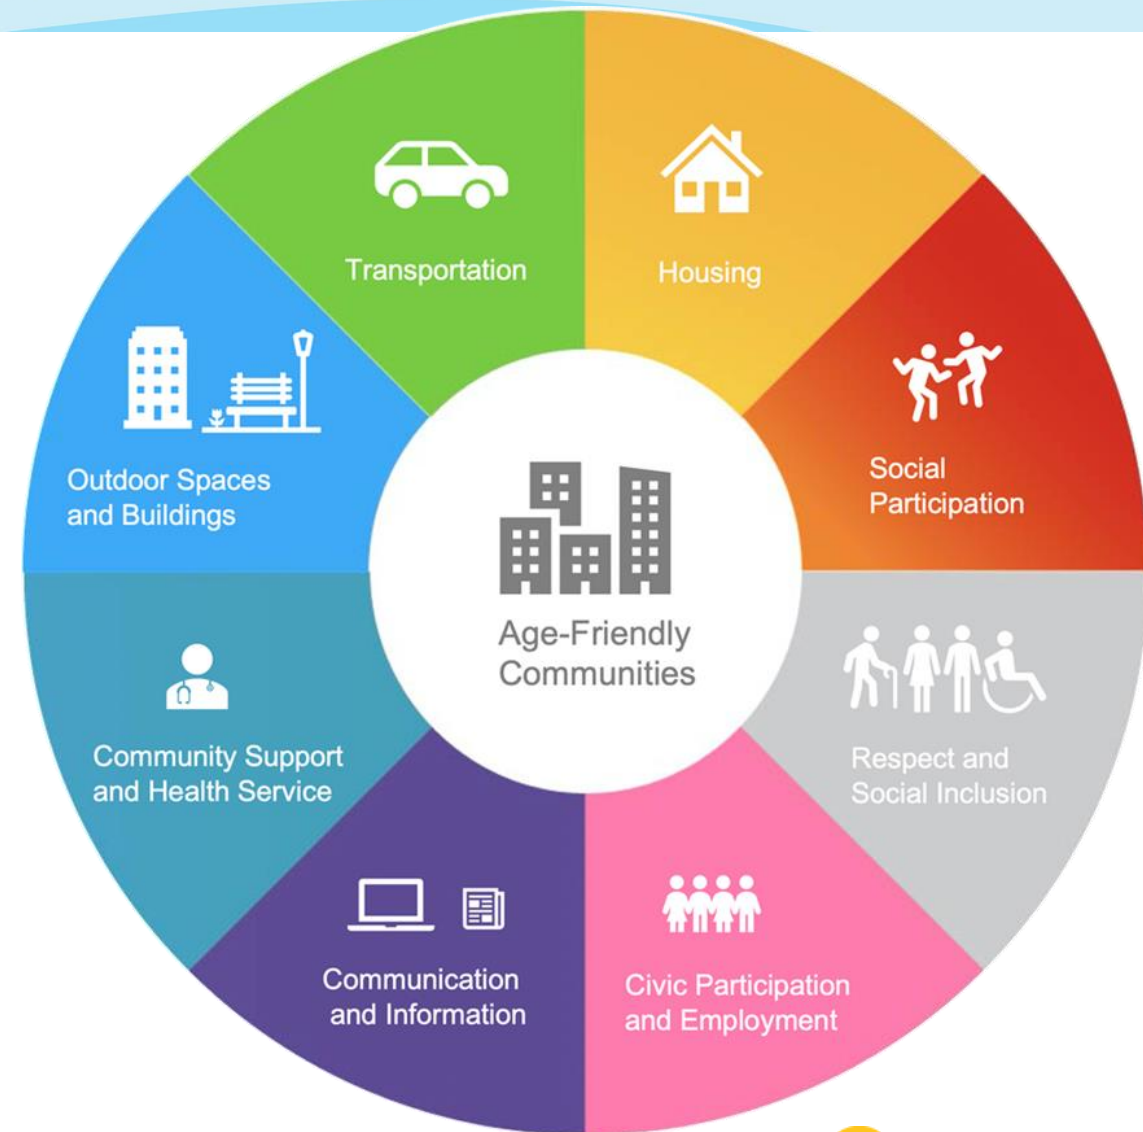 Transportation
Housing
Social
Participation
Respect and
Social Inclusion
Civic Participation
and Employment
Communication
and Information
Community Support
and Health Service
Outdoor Spaces
and Buildings
Age-Friendly
Communities